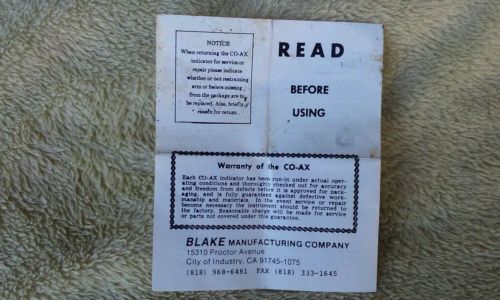 NOTICE
When returning the CO-AX
indicator for service or
repair please indicate
whether or not restraining
arm or feelers missing
from the package are to
be replaced. Also, briefly,
reason for return.
READ
BEFORE
USING
Warranty of the CO-AX
Each CO-AX indicator has been run-in under actual oper-
ating conditions and thoroughly checked out for accuracy
and freedom from defects before it is approved for pack-
aging, and is fully guaranteed against defective work-
manship and materials. In the event service or repair
become necessary the instrument should be returned to
the factory. Reasonable charge will be made for service
or parts not covered under this guarantee.
BLAKE MANUFACTURING COMPANY
15310 Proctor Avenue
City of Industry, CA 91745-1075
(818) 968-6481 FAX (818) 333-1645